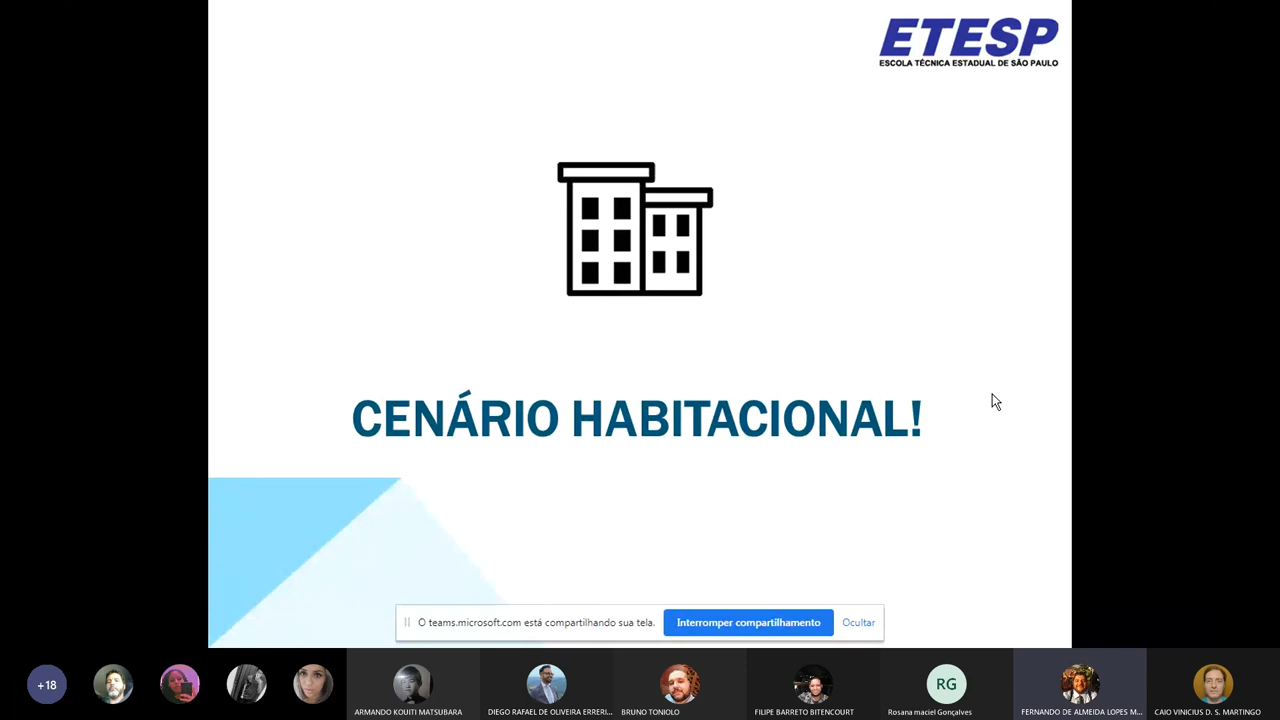 ETESP
ESCOLA TÉCNICA ESTADUAL DE SÃO PAULO
CENÁRIO HABITACIONAL!
O teams.microsoft.com está compartilhando sua tela.
Interromper compartilhamento
Ocultar
+18
RG
ARMANDO KOUITI MATSUBARA
DIEGO RAFAEL DE OLIVEIRA ERRERI...
BRUNO TONIOLO
FILIPE BARRETO BITENCOURT
Rosana maciel Gonçalves
FERNANDO DE ALMEIDA LOPES M...
CAIO VINICIUS D. S. MARTINGO